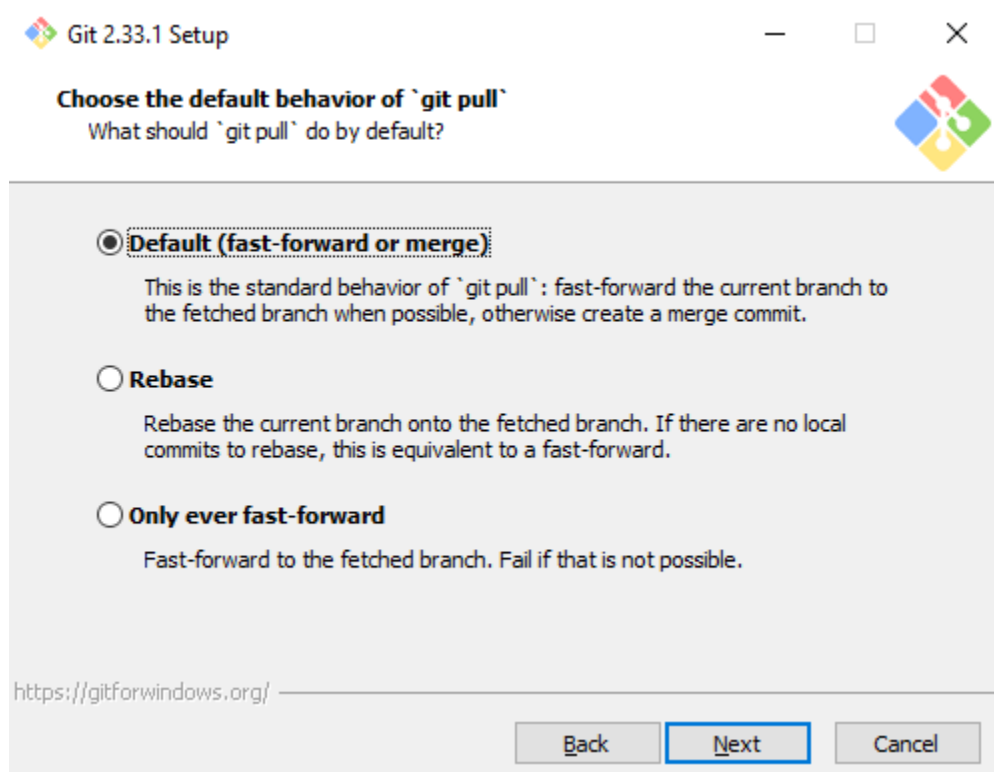 Git 2.33.1 Setup
Choose the default behavior of `git pull`
What should `git pull` do by default?
Default (fast-forward or merge)
This is the standard behavior of `git pull`: fast-forward the current branch to
the fetched branch when possible, otherwise create a merge commit.
Rebase
Rebase the current branch onto the fetched branch. If there are no local
commits to rebase, this is equivalent to a fast-forward.
Only ever fast-forward
Fast-forward to the fetched branch. Fail if that is not possible.
https://gitforwindows.org/
Back Next Cancel